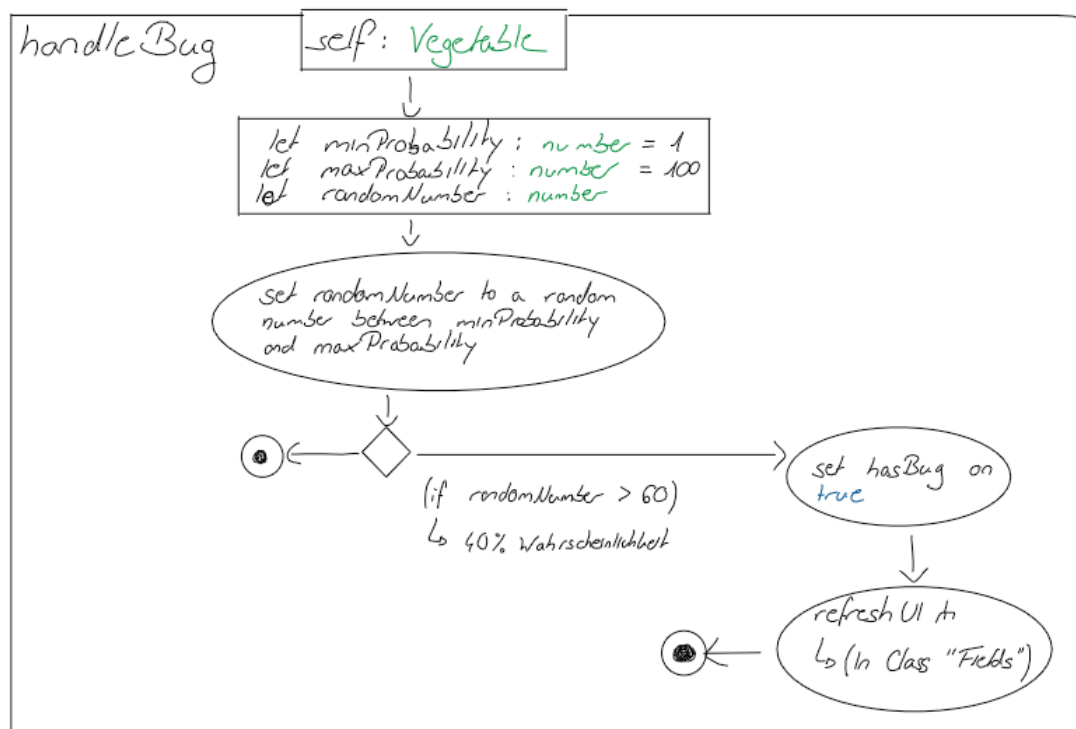 handleBug
self: Vegetable
let minProbability : number = 1
let maxProbability : number = 100
let randomNumber : number
set randomNumber to a random
number between minProbability
and maxProbability
(if randomNumber > 60)
↳ 40% Wahrscheinlichkeit
set hasBug on
true
refreshUI
↳ (In Class "Fields")